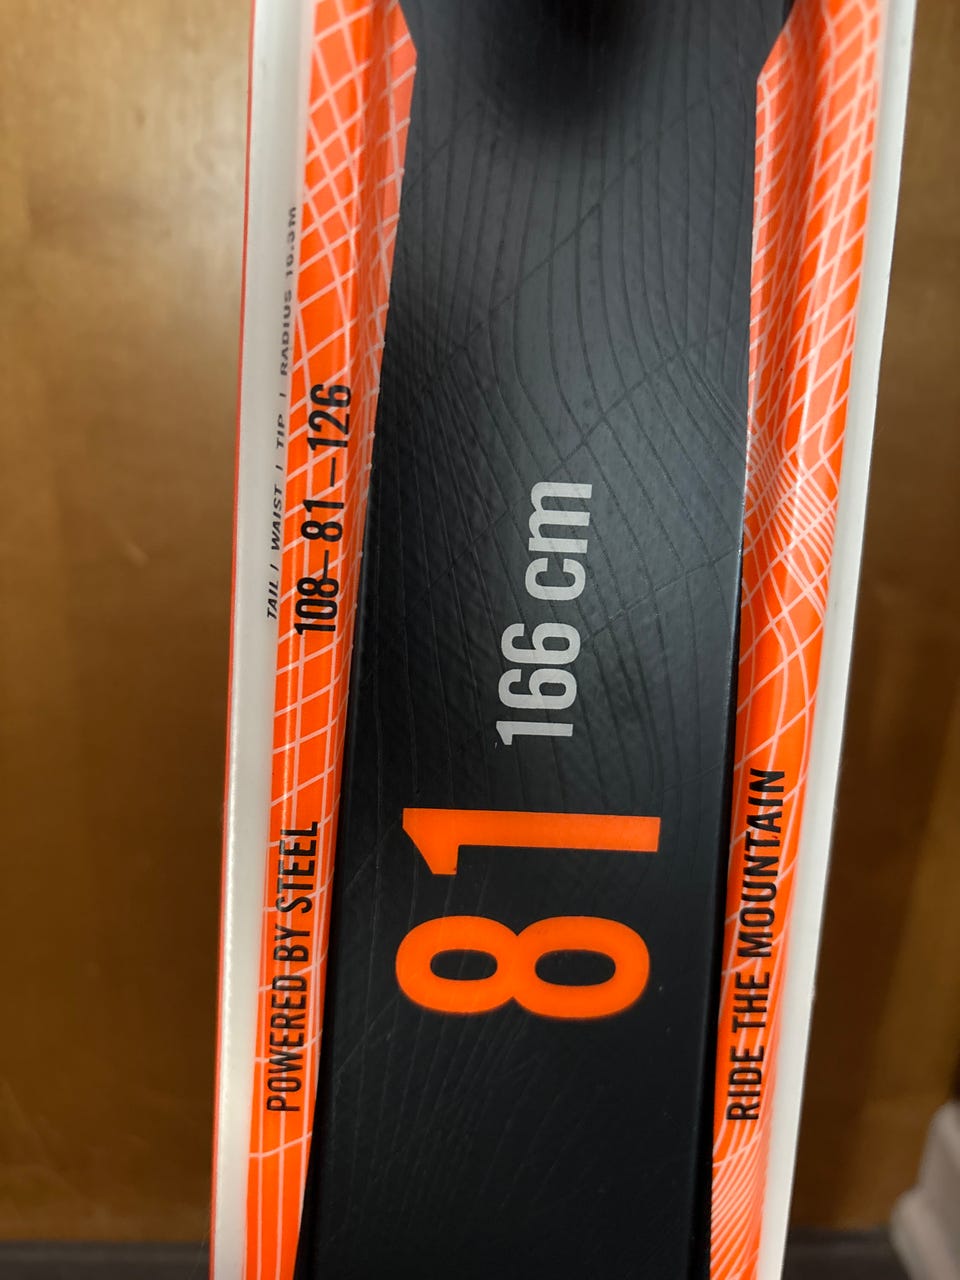 TAIL / WAIST / TIP / RADIUS 16.3M
108-81-126
POWERED BY STEEL
166 cm
81
RIDE THE MOUNTAIN